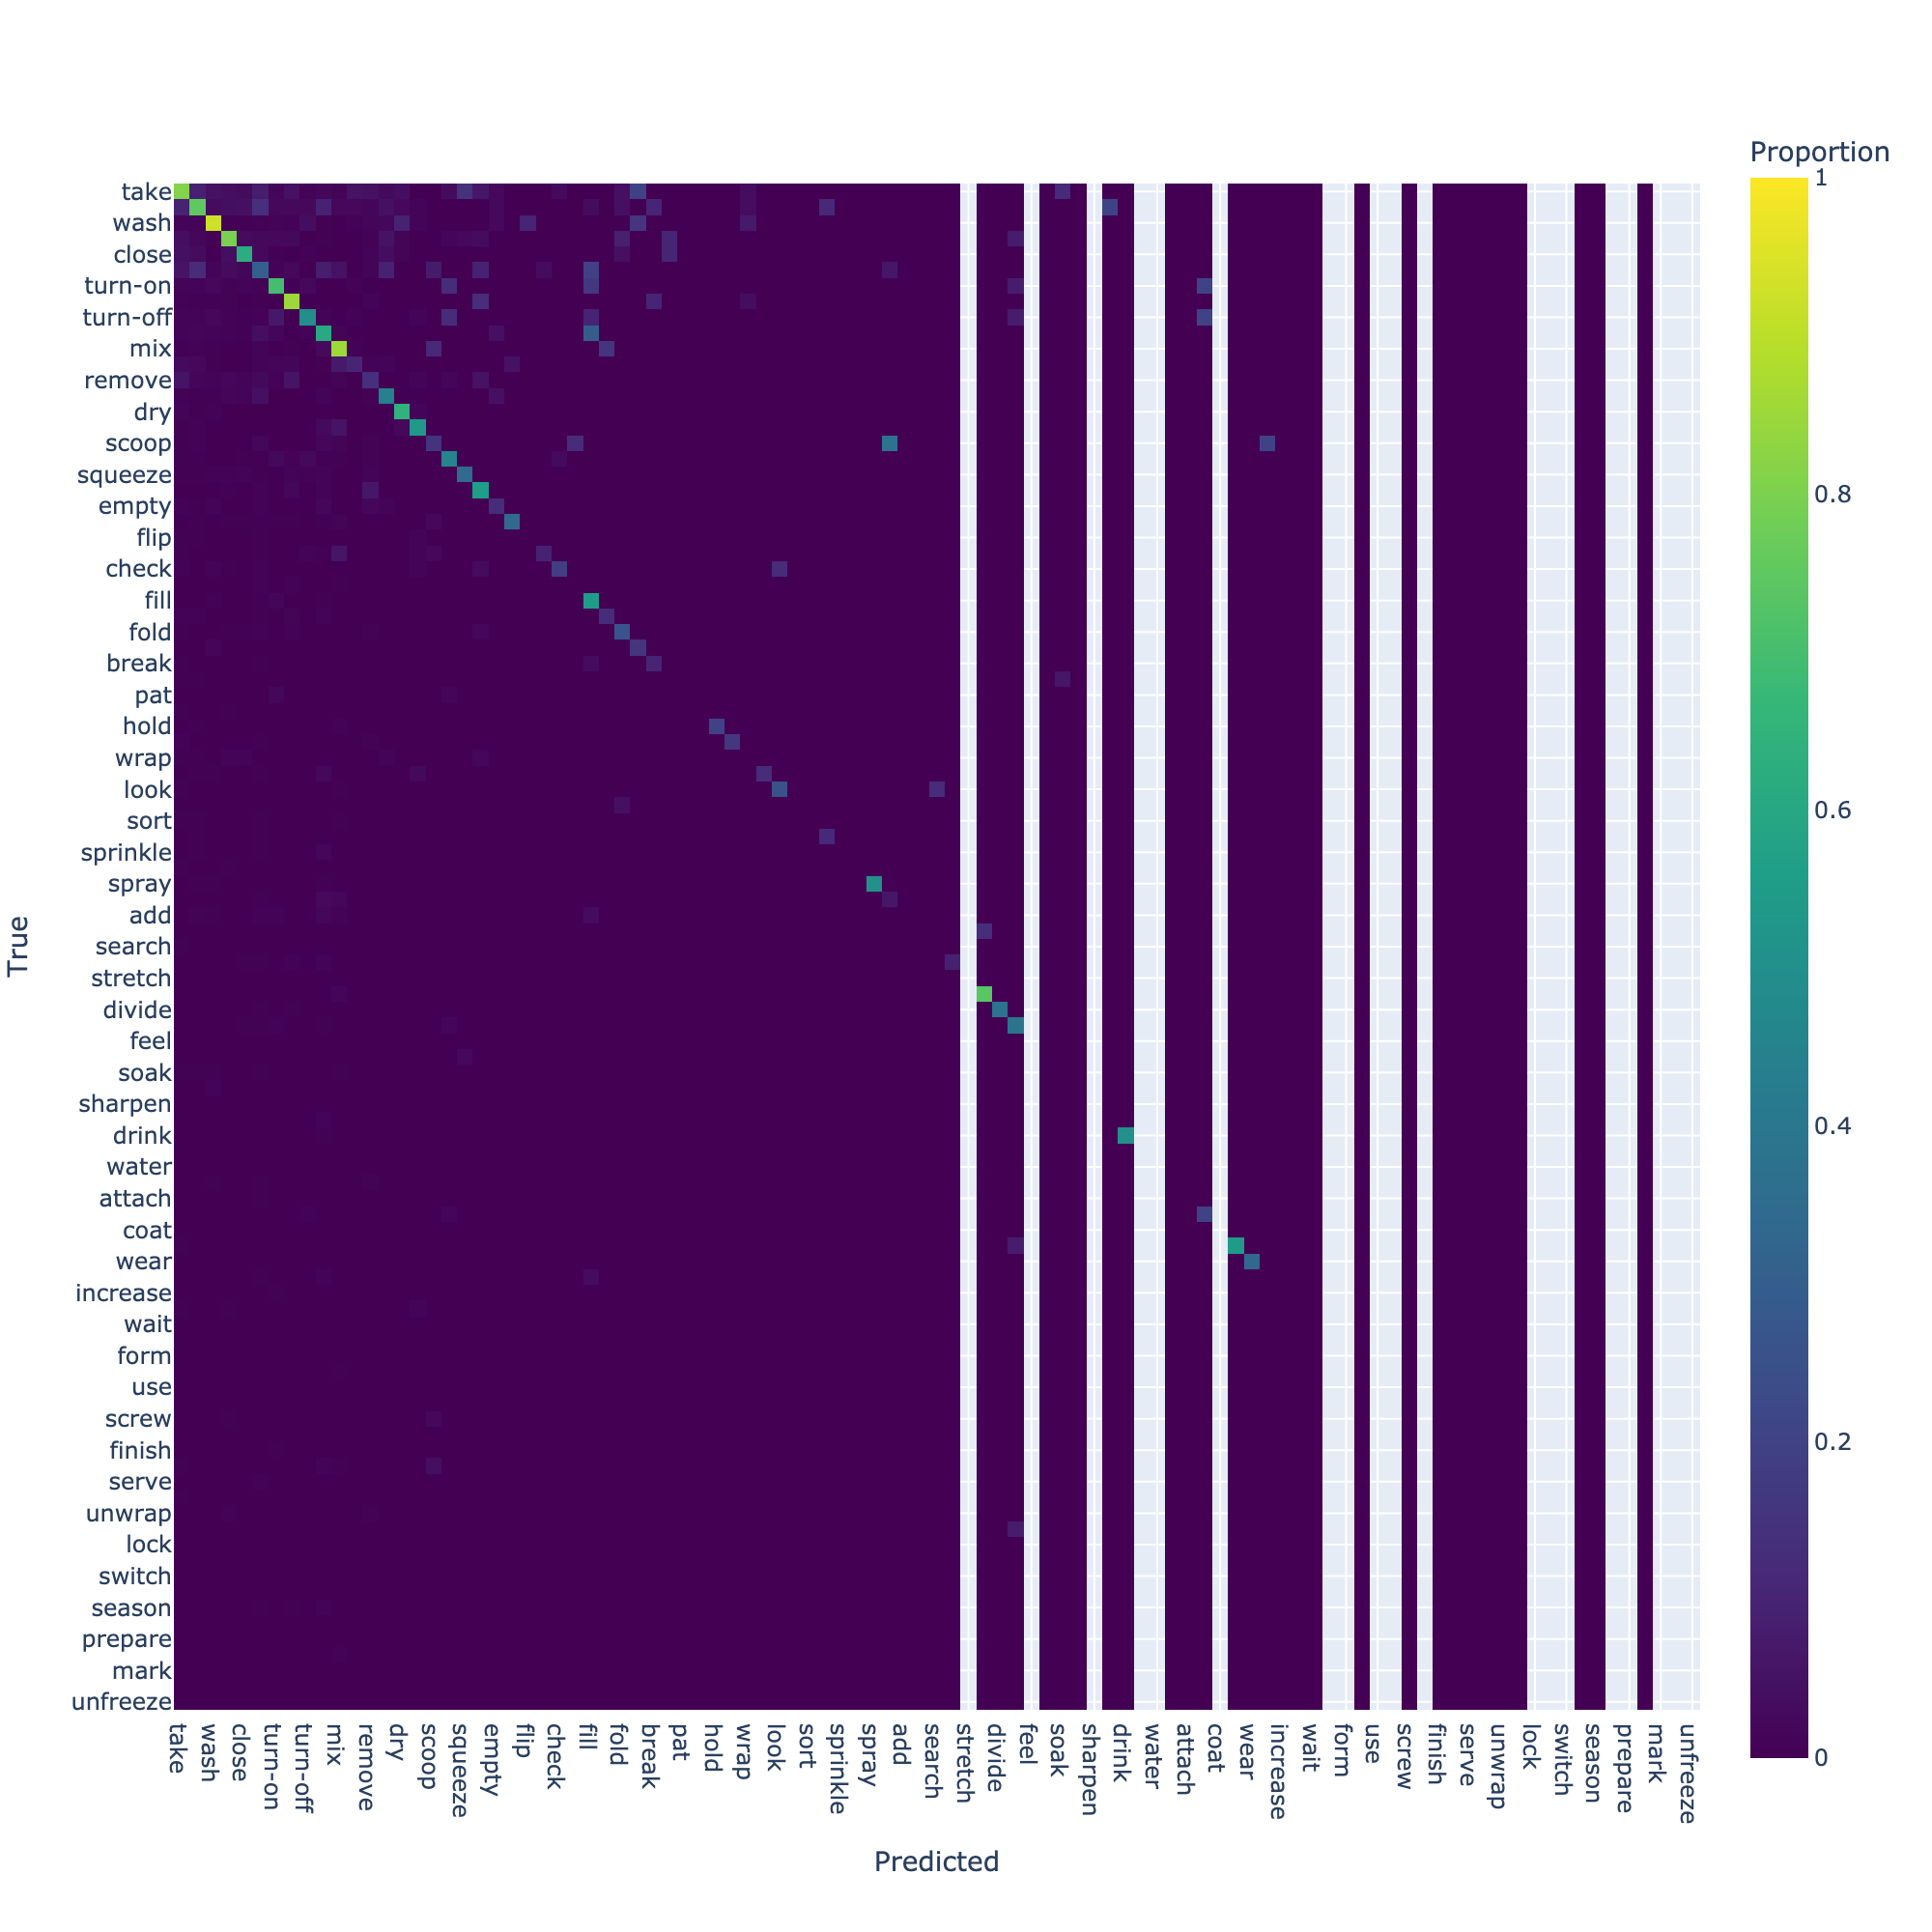 Proportion
1
0.8
0.6
0.4
0.2
0
True
take
wash
close
turn-on
turn-off
mix
remove
dry
scoop
squeeze
empty
flip
check
fill
fold
break
pat
hold
wrap
look
sort
sprinkle
spray
add
search
stretch
divide
feel
soak
sharpen
drink
water
attach
coat
wear
increase
wait
form
use
screw
finish
serve
unwrap
lock
switch
season
prepare
mark
unfreeze
take
wash
close
turn-on
turn-off
mix
remove
dry
scoop
squeeze
empty
flip
check
fill
fold
break
pat
hold
wrap
look
sort
sprinkle
spray
add
search
stretch
divide
feel
soak
sharpen
drink
water
attach
coat
wear
increase
wait
form
use
screw
finish
serve
unwrap
lock
switch
season
prepare
mark
unfreeze
Predicted